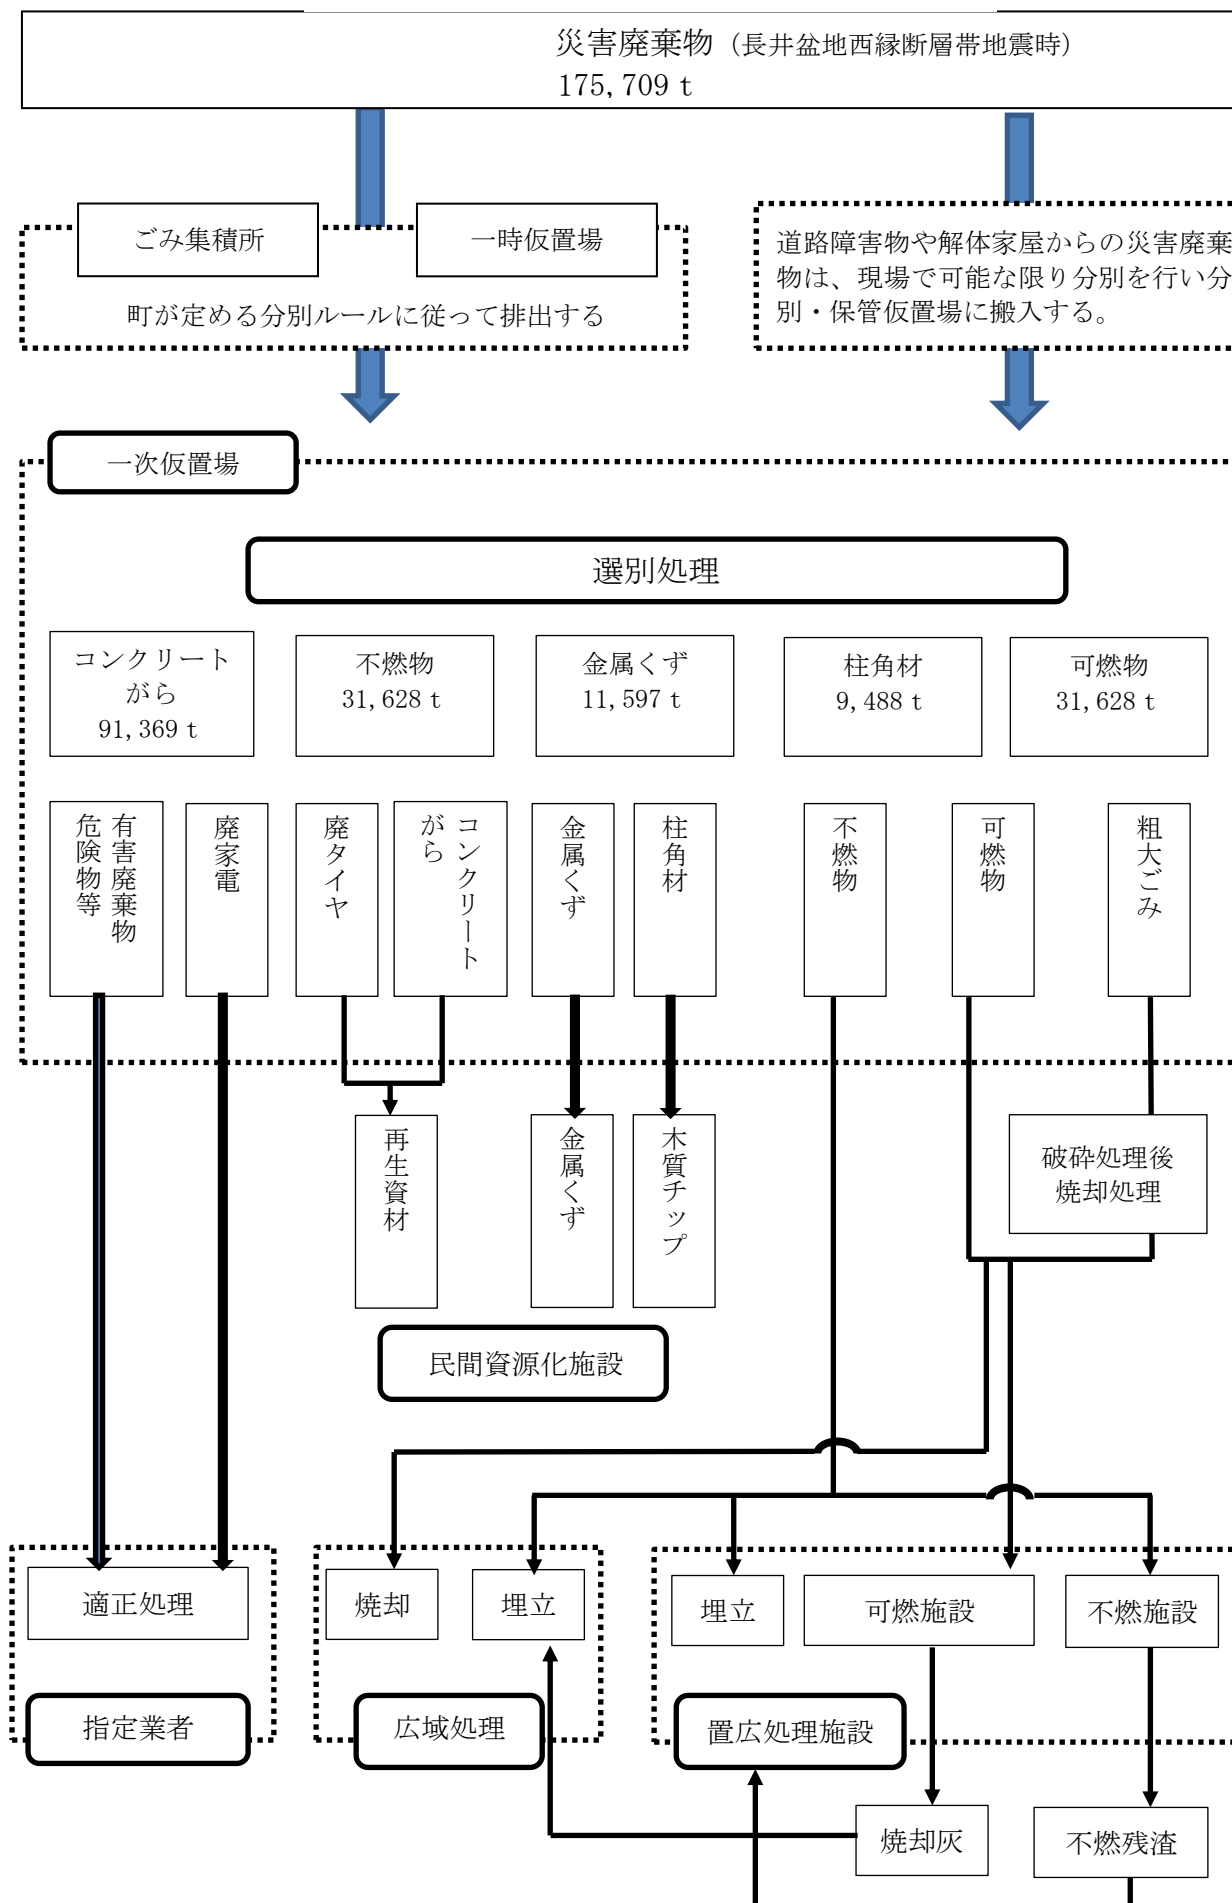 災害廃棄物（長井盆地西縁断層帯地震時）
175,709 t
ごみ集積所
一時仮置場
町が定める分別ルールに従って排出する
道路障害物や解体家屋からの災害廃棄
物は、現場で可能な限り分別を行い分
別・保管仮置場に搬入する。
一次仮置場
選別処理
コンクリート
がら
91,369 t
不燃物
31,628 t
金属くず
11,597 t
柱角材
9,488 t
可燃物
31,628 t
有害廃棄物
危険物等
廃家電
廃タイヤ
コンクリート
がら
金属くず
柱角材
不燃物
可燃物
粗大ごみ
再生資材
金属くず
木質チップ
破砕処理後
焼却処理
民間資源化施設
適正処理
焼却
埋立
埋立
可燃施設
不燃施設
指定業者
広域処理
置広処理施設
焼却灰
不燃残渣